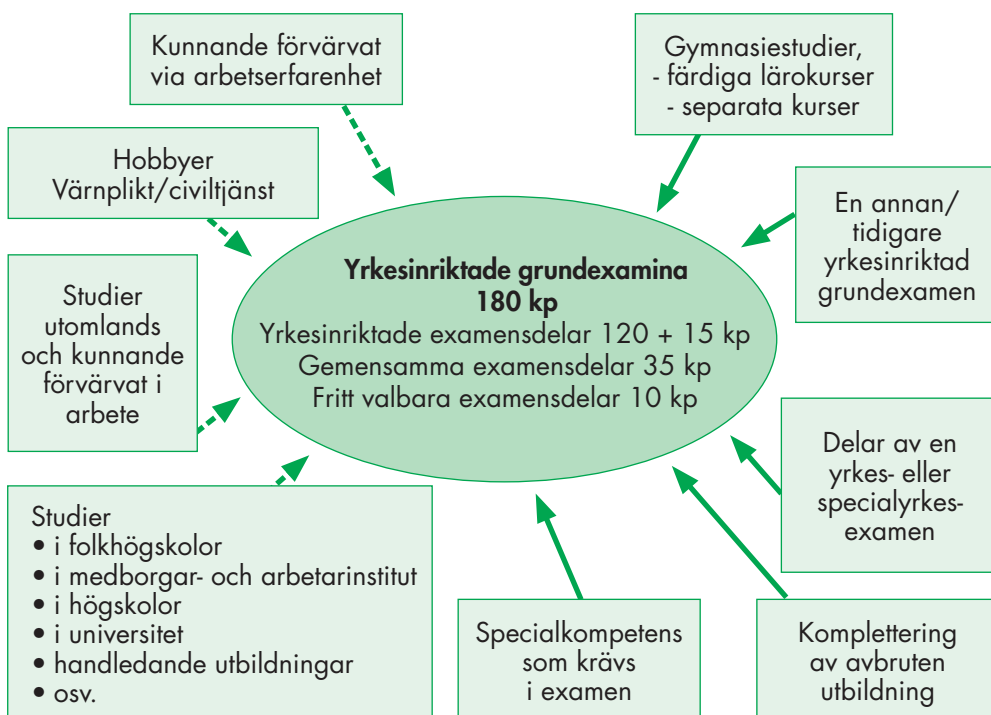 Kunnande förvärvat
via arbetserfarenhet
Gymnasiestudier,
- färdiga lärokurser
- separata kurser
Hobbyer
Värnplikt/civiltjänst
En annan/
tidigare
yrkesinriktad
grundexamen
Studier
utomlands
och kunnande
förvärvat i
arbete
Yrkesinriktade grundexamina
180 kp
Yrkesinriktade examensdelar 120 + 15 kp
Gemensamma examensdelar 35 kp
Fritt valbara examensdelar 10 kp
Delar av en
yrkes- eller
specialyrkes-
examen
Studier
• i folkhögskolor
• i medborgar- och arbetarinstitut
• i högskolor
• i universitet
• handledande utbildningar
• osv.
Specialkompetens
som krävs
i examen
Komplettering
av avbruten
utbildning